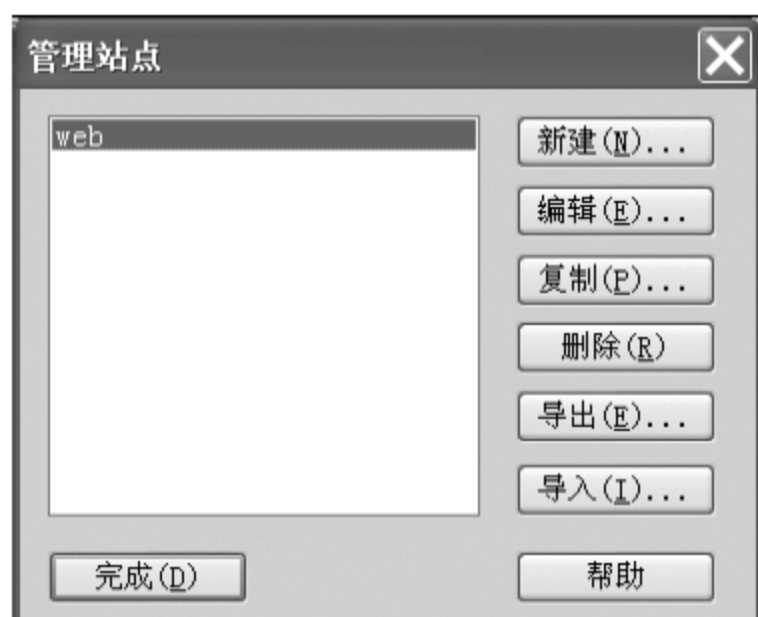 管理站点
web
新建(N)...
编辑(E)...
复制(P)...
删除(R)
导出(E)...
导入(I)...
完成(D)
帮助